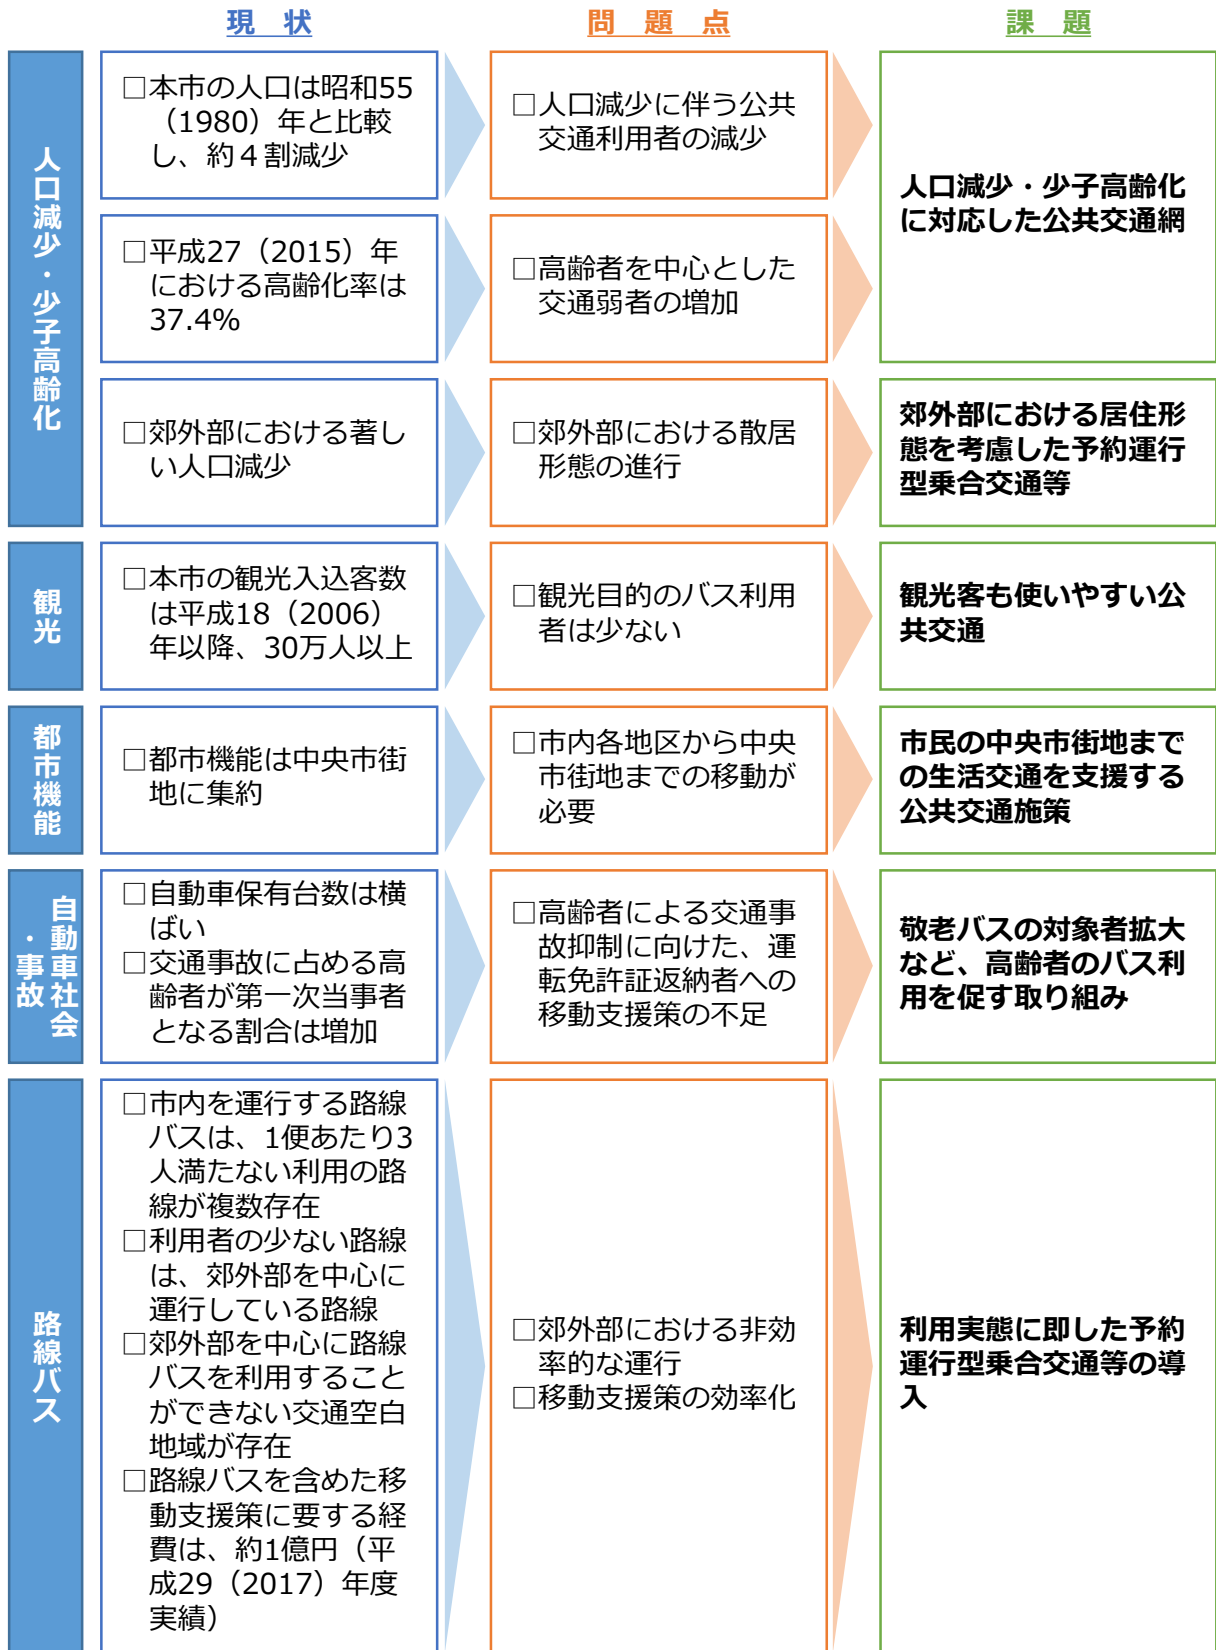 現　状
問　題　点
課　題
人口減少・少子高齢化
□本市の人口は昭和55
（1980）年と比較
し、約４割減少
□人口減少に伴う公共
交通利用者の減少
人口減少・少子高齢化
に対応した公共交通網
□平成27（2015）年
における高齢化率は
37.4%
□高齢者を中心とした
交通弱者の増加
□郊外部における著し
い人口減少
□郊外部における散居
形態の進行
郊外部における居住形
態を考慮した予約運行
型乗合交通等
観光
□本市の観光入込客数
は平成18（2006）
年以降、30万人以上
□観光目的のバス利用
者は少ない
観光客も使いやすい公
共交通
都市機能
□都市機能は中央市街
地に集約
□市内各地区から中央
市街地までの移動が
必要
市民の中央市街地まで
の生活交通を支援する
公共交通施策
自動車社会
・事故
□自動車保有台数は横
ばい
□交通事故に占める高
齢者が第一次当事者
となる割合は増加
□高齢者による交通事
故抑制に向けた、運
転免許証返納者への
移動支援策の不足
敬老バスの対象者拡大
など、高齢者のバス利
用を促す取り組み
路線バス
□市内を運行する路線
バスは、1便あたり3
人満たない利用の路
線が複数存在
□利用者の少ない路線
は、郊外部を中心に
運行している路線
□郊外部を中心に路線
バスを利用すること
ができない交通空白
地域が存在
□路線バスを含めた移
動支援策に要する経
費は、約1億円（平
成29（2017）年度
実績）
□郊外部における非効
率的な運行
□移動支援策の効率化
利用実態に即した予約
運行型乗合交通等の導
入